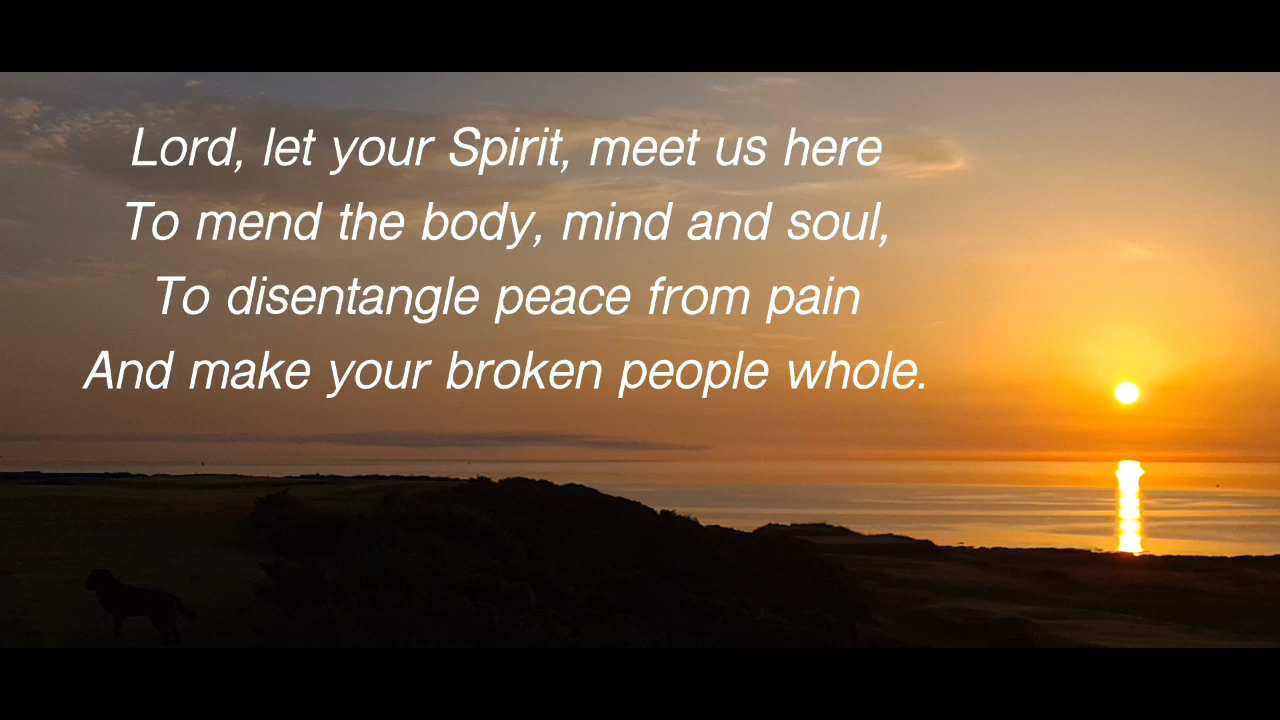 Lord, let your Spirit, meet us here
To mend the body, mind and soul,
To disentangle peace from pain
And make your broken people whole.